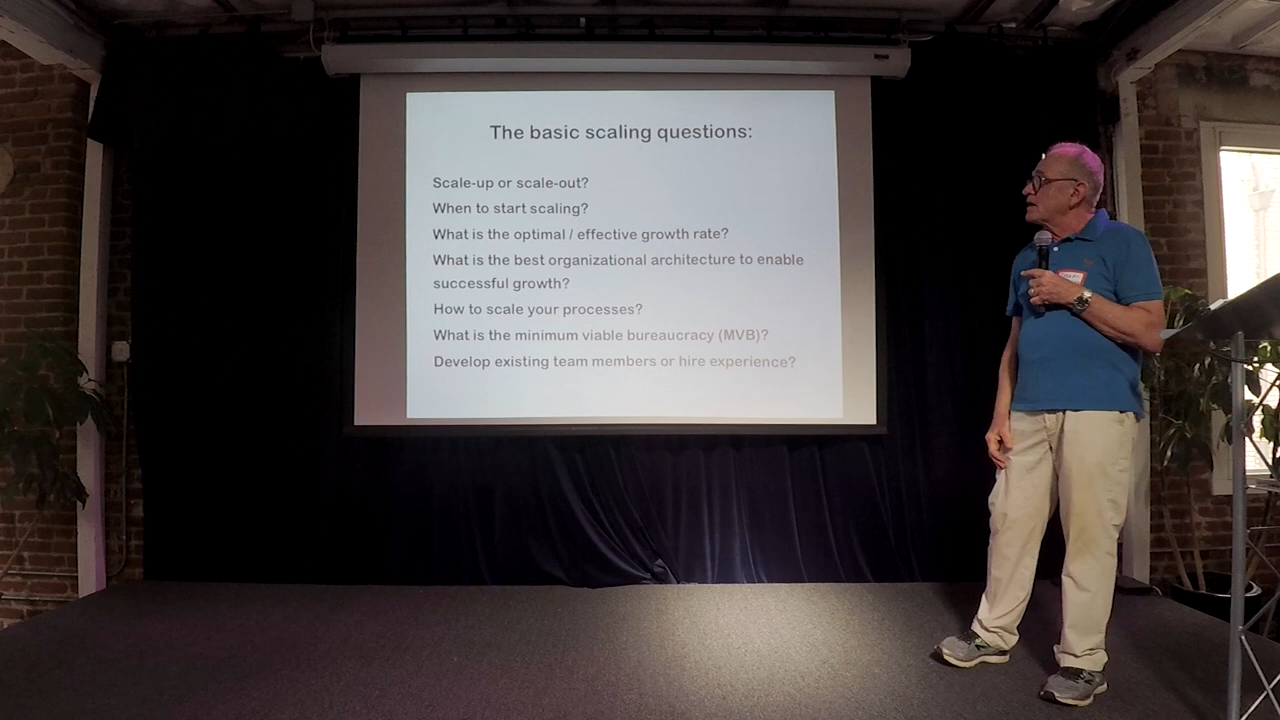 The basic scaling questions:
Scale-up or scale-out?
When to start scaling?
What is the optimal / effective growth rate?
What is the best organizational architecture to enable
successful growth?
How to scale your processes?
What is the minimum viable bureaucracy (MVB)?
Develop existing team members or hire experience?